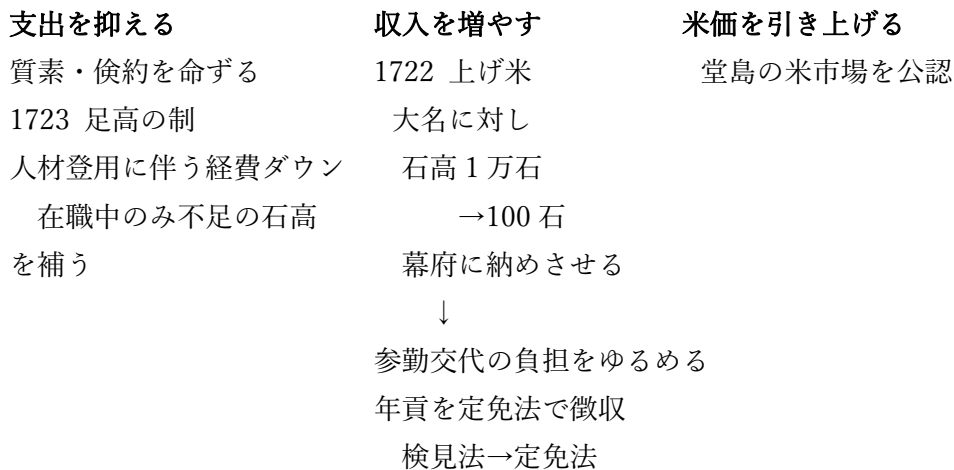 支出を抑える
質素・倹約を命ずる
1723 足高の制
人材登用に伴う経費ダウン
在職中のみ不足の石高
を補う
収入を増やす
1722 上げ米
大名に対し
石高1万石
→100石
幕府に納めさせる
↓
参勤交代の負担をゆるめる
年貢を定免法で徴収
検見法→定免法
米価を引き上げる
堂島の米市場を公認